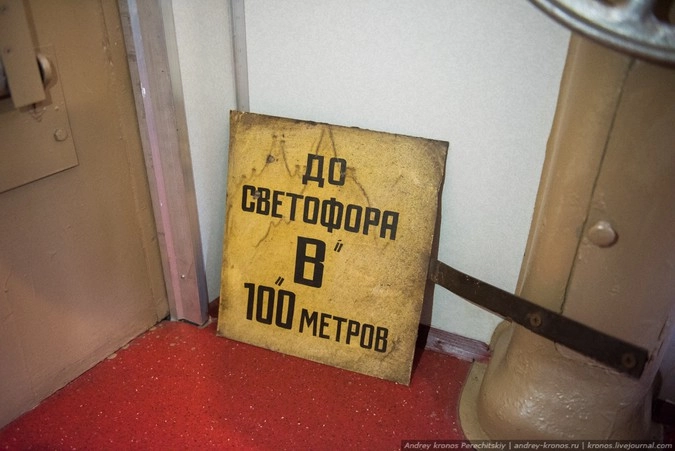 ДО
СВЕТОФОРА
"В"
"100 МЕТРОВ
Andrey kronos Perechitskiy | andrey-kronos.ru | kronos.livejournal.com